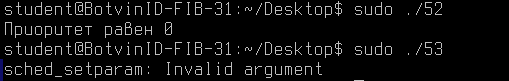 student@BotvinID-FIB-31:~/Desktop$ sudo ./52
Приоритет равен 0
student@BotvinID-FIB-31:~/Desktop$ sudo ./53
sched_setparam: Invalid argument